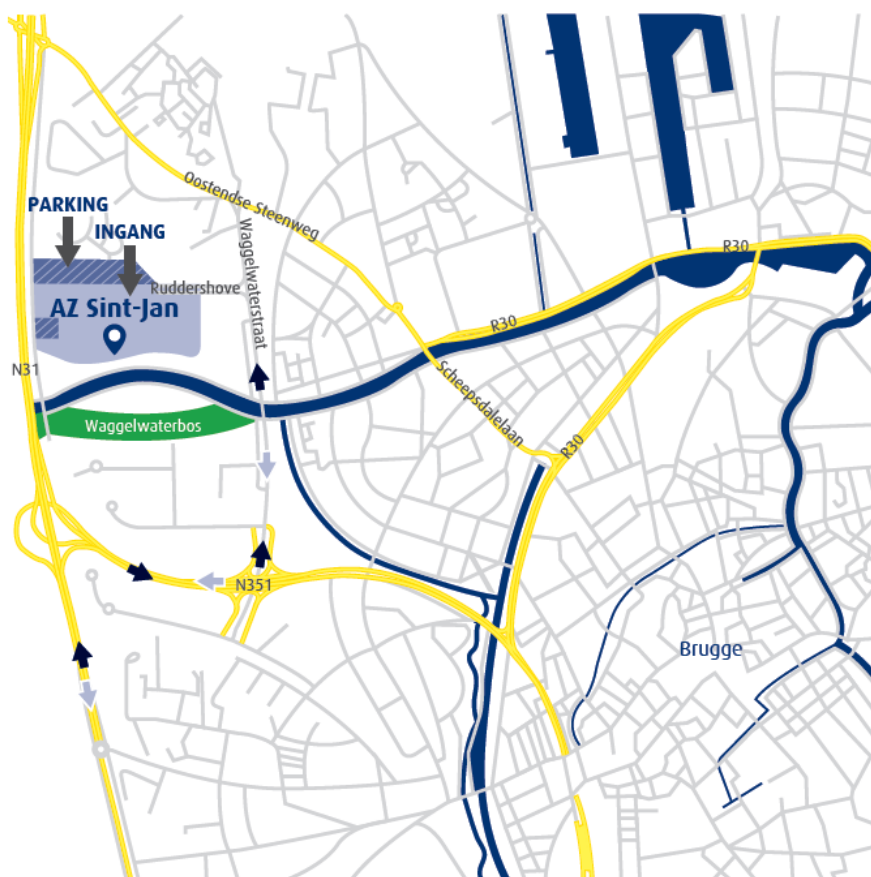 Oostendse Steenweg
PARKING
INGANG
Waggelwaterstraat
R30
Ruddershove
AZ Sint-Jan
R30
N31
Scheepsdalelaan
Waggelwaterbos
R30
N351
Brugge